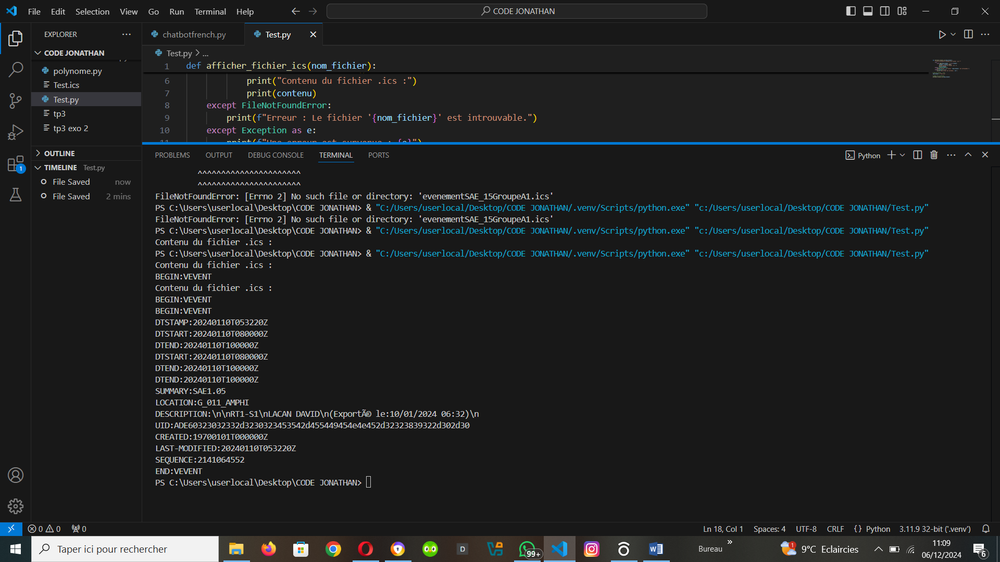 File Edit Selection View Go Run Terminal Help
CODE JONATHAN
EXPLORER
CODE JONATHAN
polynome.py
Test.ics
Test.py
tp3
tp3 exo 2
OUTLINE
TIMELINE Test.py
File Saved now
File Saved 2 mins
1
chatbotfrench.py
Test.py
Test.py > ...
1 def afficher_fichier_ics(nom_fichier):
6 print("Contenu du fichier .ics :")
7 print(contenu)
8 except FileNotFoundError:
9 print(f"Erreur : Le fichier '{nom_fichier}' est introuvable.")
10 except Exception as e:
11 print(f"Une erreur est survenue : {e}")
PROBLEMS OUTPUT DEBUG CONSOLE TERMINAL PORTS
Python
^^^^^^^^^^^^^^^^^^^^^^
^^^^^^^^^^^^^^^^^^^^^^
FileNotFoundError: [Errno 2] No such file or directory: 'evenementSAE_15GroupeA1.ics'
PS C:\Users\userlocal\Desktop\CODE JONATHAN> & "C:/Users/userlocal/Desktop/CODE JONATHAN/.venv/Scripts/python.exe" "c:/Users/userlocal/Desktop/CODE JONATHAN/Test.py"
FileNotFoundError: [Errno 2] No such file or directory: 'evenementSAE_15GroupeA1.ics'
PS C:\Users\userlocal\Desktop\CODE JONATHAN> & "C:/Users/userlocal/Desktop/CODE JONATHAN/.venv/Scripts/python.exe" "c:/Users/userlocal/Desktop/CODE JONATHAN/Test.py"
Contenu du fichier .ics :
PS C:\Users\userlocal\Desktop\CODE JONATHAN> & "C:/Users/userlocal/Desktop/CODE JONATHAN/.venv/Scripts/python.exe" "c:/Users/userlocal/Desktop/CODE JONATHAN/Test.py"
Contenu du fichier .ics :
BEGIN:VEVENT
Contenu du fichier .ics :
BEGIN:VEVENT
BEGIN:VEVENT
DTSTAMP:20240110T053220Z
DTSTART:20240110T080000Z
DTEND:20240110T100000Z
DTSTART:20240110T080000Z
DTEND:20240110T100000Z
DTEND:20240110T100000Z
SUMMARY:SAE1.05
LOCATION:G_011_AMPHI
DESCRIPTION:\n\nRT1-S1\nLACAN DAVID\n(ExportÃ© le:10/01/2024 06:32)\n
UID:ADE60323032332d3230323453542d455449454e4e452d32323839322d302d30
CREATED:19700101T000000Z
LAST-MODIFIED:20240110T053220Z
SEQUENCE:2141064552
END:VEVENT
PS C:\Users\userlocal\Desktop\CODE JONATHAN>
0 0 0
Ln 18, Col 1 Spaces: 4 UTF-8 CRLF {} Python 3.11.9 32-bit ('.venv')
Taper ici pour rechercher
D
99+
Bureau »
1
9°C Eclaircies
11:09
06/12/2024
6